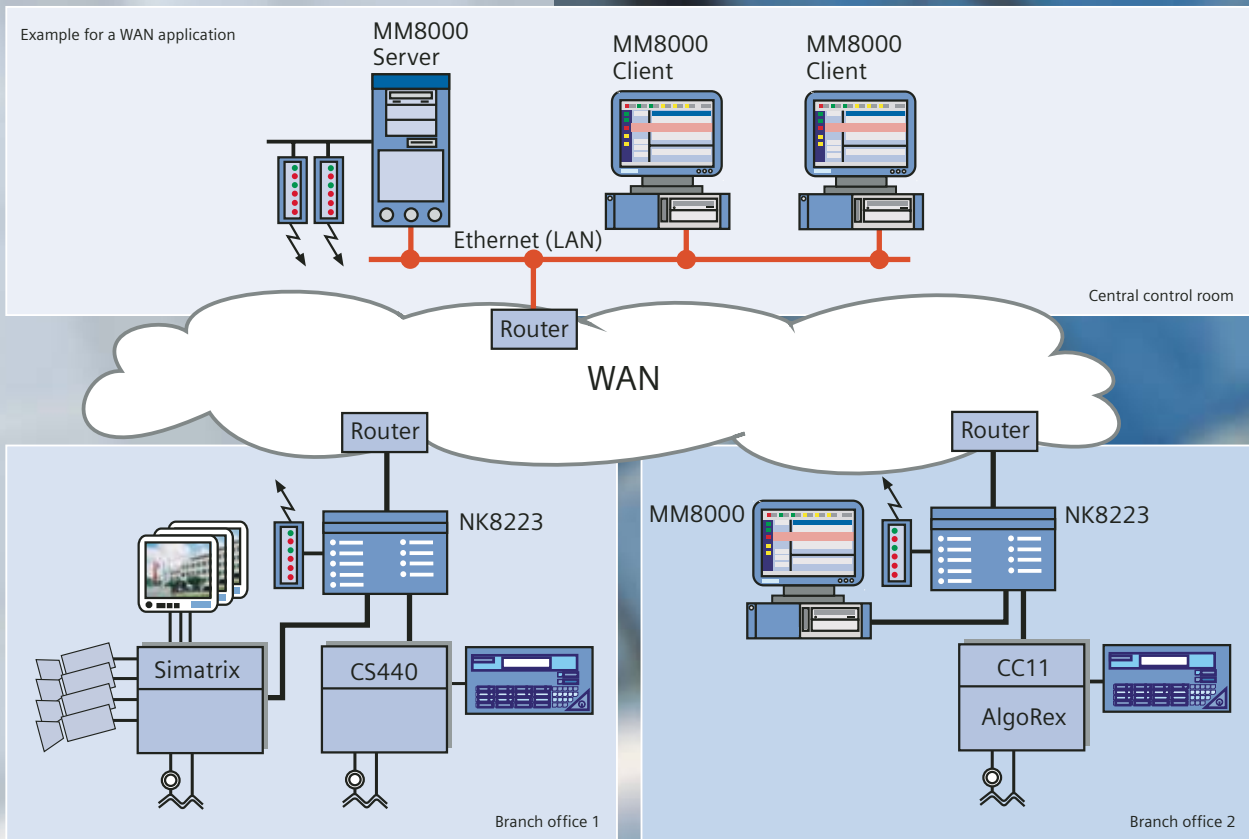 Example for a WAN application
MM8000
Server
MM8000
Client
MM8000
Client
Ethernet (LAN)
Central control room
Router
WAN
Router
Router
NK8223
MM8000
NK8223
Simatrix
CS440
CC11
AlgoRex
Branch office 1
Branch office 2